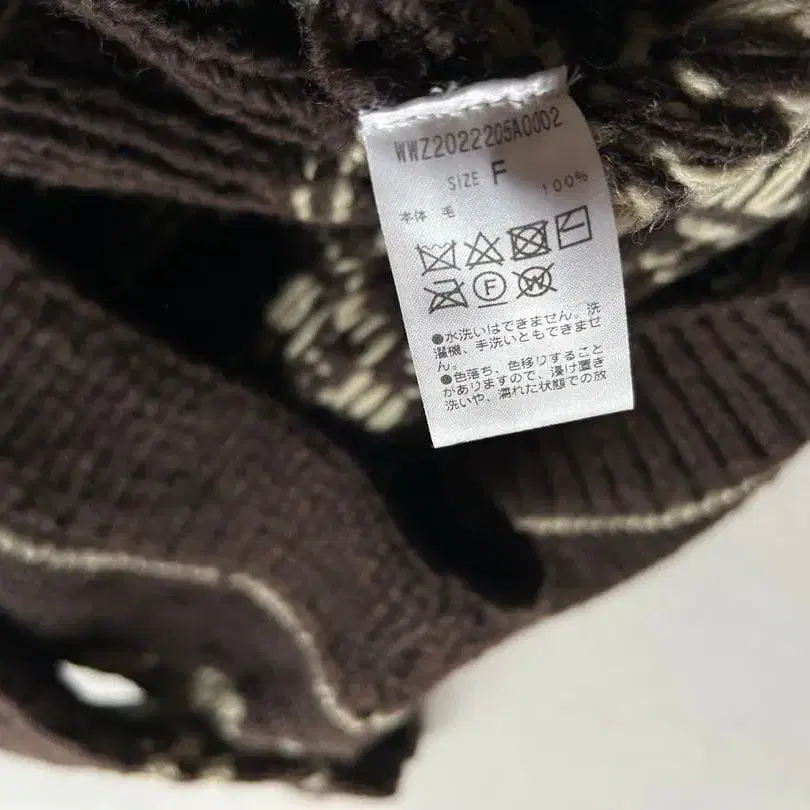 WWZ2022205A0002
SIZE F
100%
本体 毛
F W
●水洗いはできません。洗
濯機、手洗いともできませ
ん。
●色落ち、色移りすること
がありますので、浸け置き
洗いや、濡れた状態での放